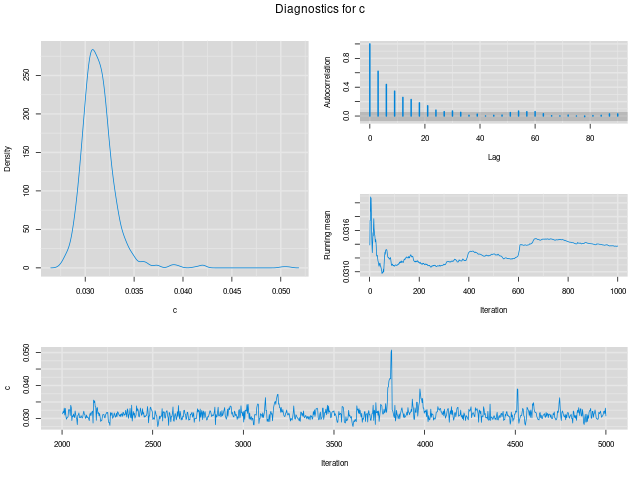 Diagnostics for c
Density
0 50 100 150 200 250
0.030 0.035 0.040 0.045 0.050
c
Autocorrelation
0.0 0.4 0.8
0 20 40 60 80
Lag
Running mean
0.0310 0.0316
0 200 400 600 800 1000
Iteration
c
0.030 0.040 0.050
2000 2500 3000 3500 4000 4500 5000
Iteration